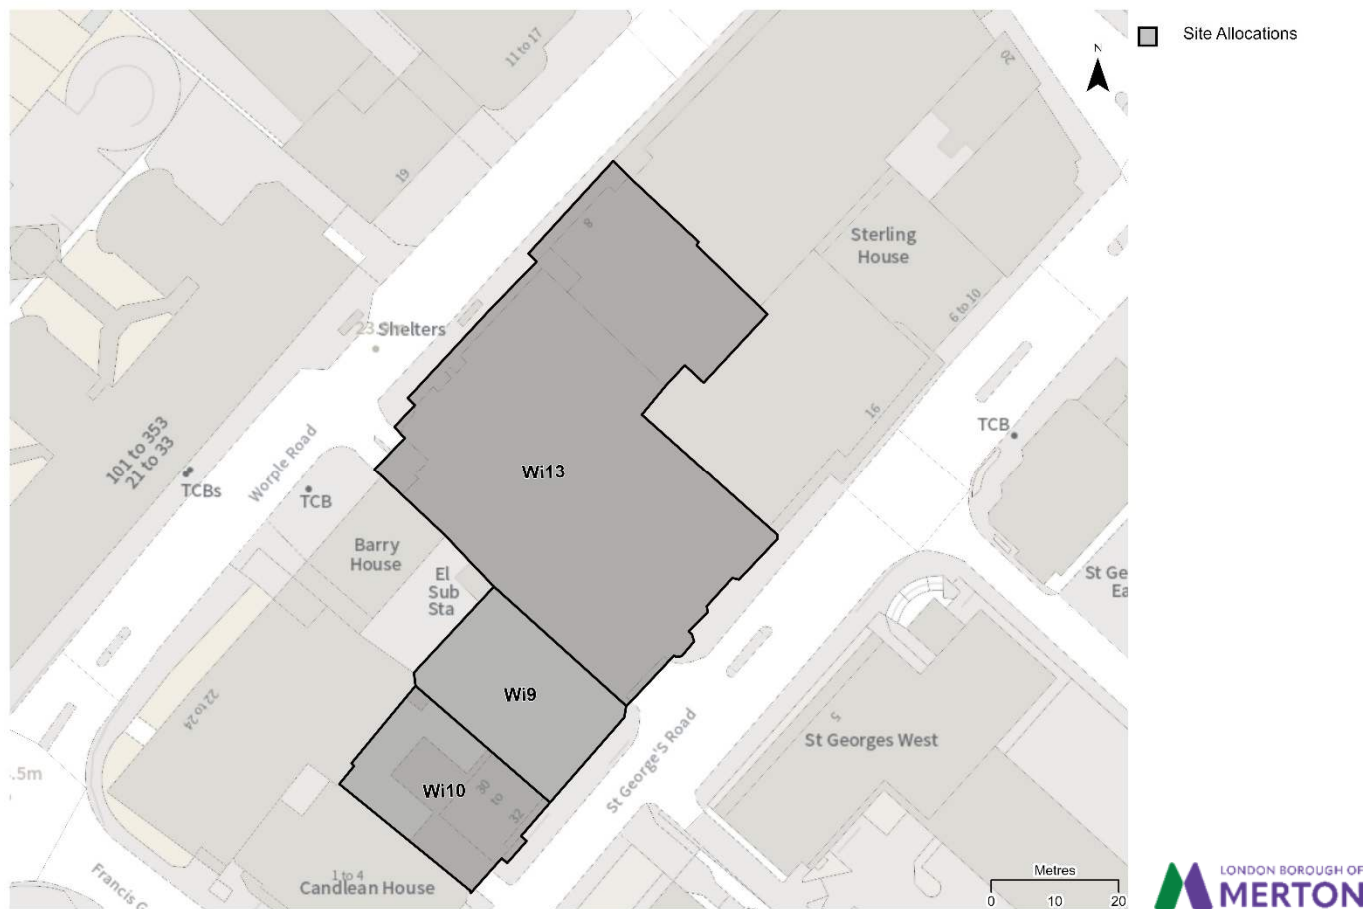 Site Allocations
N
11 to 17
20
19
8
Sterling
House
6 to 10
23.
Shelters
16
TCB
101 to 353
21 to 33
TCBs
Worple Road
TCB
Wi13
Barry
House
El
Sub
Sta
St Ge
Ea
Wi9
22 to 24
St George'S Road
5
St Georges West
.5m
Wi10
32
to
36
1 to 4
Candlean House
Francis G
Metres
0 10 20
LONDON BOROUGH OF
MERTON